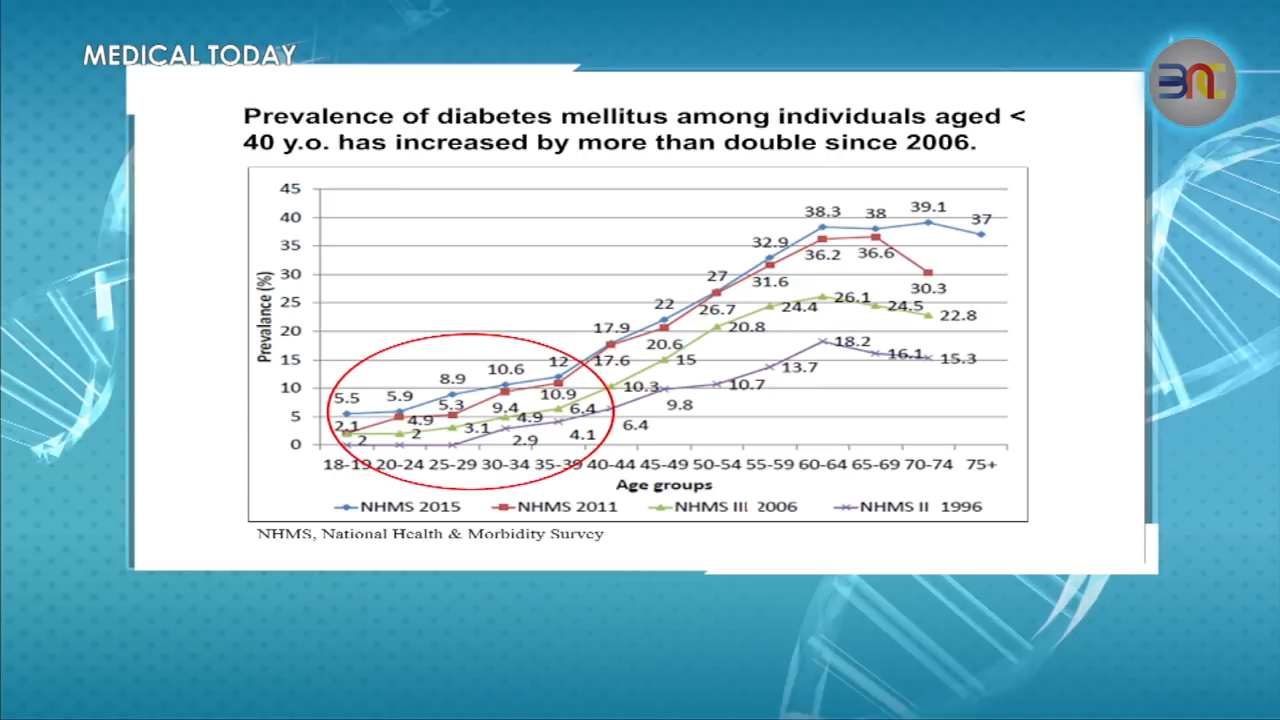 MEDICAL TODAY
BNC
Prevalence of diabetes mellitus among individuals aged <
40 y.o. has increased by more than double since 2006.
Prevalance (%)
45
40
35
30
25
20
15
10
5
0
5.5 5.9 8.9 10.6 12 17.9 22 27 32.9 38.3 38 39.1 37
2.1 4.9 5.3 9.4 10.9 17.6 20.6 26.7 31.6 36.2 36.6 30.3
2 2 3.1 4.9 6.4 10.3 15 20.8 24.4 26.1 24.5 22.8
2.9 4.1 6.4 9.8 10.7 13.7 18.2 16.1 15.3
18-19 20-24 25-29 30-34 35-39 40-44 45-49 50-54 55-59 60-64 65-69 70-74 75+
Age groups
NHMS 2015 NHMS 2011 NHMS III 2006 NHMS II 1996
NHMS, National Health & Morbidity Survey